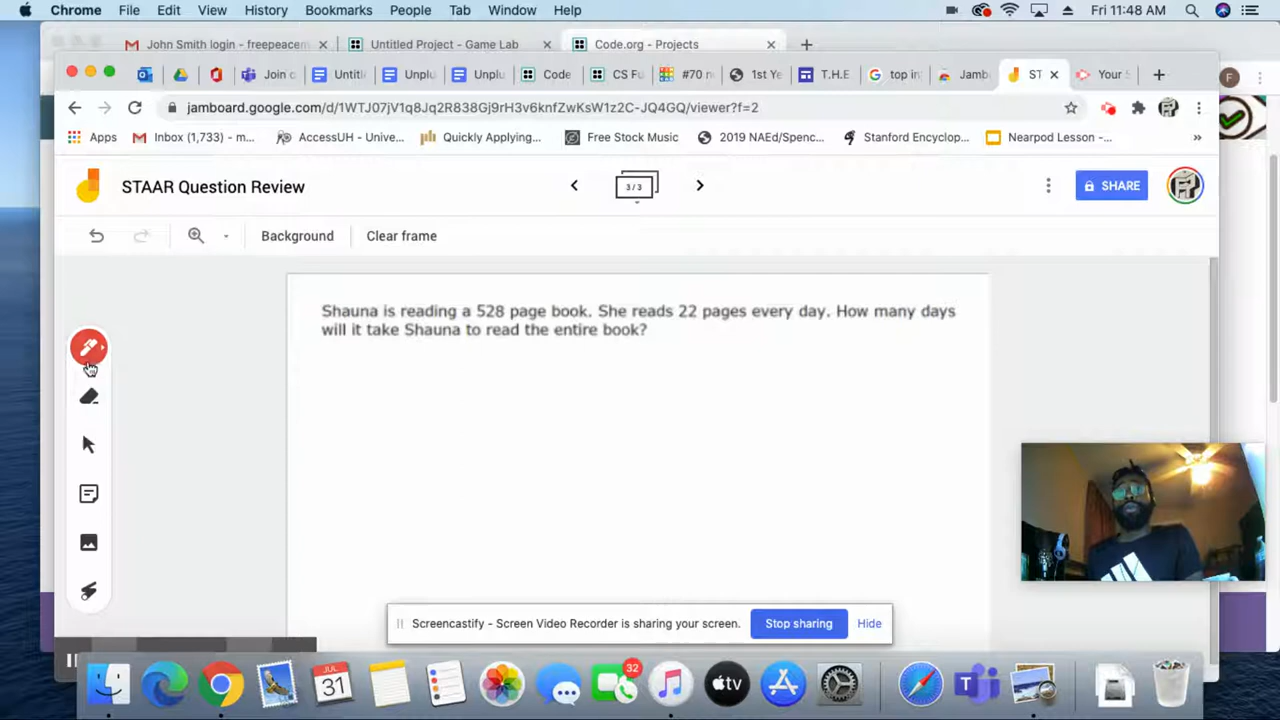 Chrome File Edit View History Bookmarks People Tab Window Help Fri 11:48 AM
John Smith login - freepeacem Untitled Project - Game Lab Code.org - Projects
Untitl Unplu Unplu Code CS Fu #70 n 1st Ye T.H.E top in Jamb ST Your F
Join c
jamboard.google.com/d/1WTJ07jV1q8Jq2R838Gj9rH3v6knfZwKsW1z2C-JQ4GQ/viewer?f=2
Apps Inbox (1,733) - m... AccessUH - Unive... Quickly Applying,... Free Stock Music 2019 NAEd/Spenc... Stanford Encyclop... Nearpod Lesson -... »
STAAR Question Review 3/3 SHARE
Background Clear frame
Shauna is reading a 528 page book. She reads 22 pages every day. How many days
will it take Shauna to read the entire book?
Screencastify - Screen Video Recorder is sharing your screen. Stop sharing Hide
JUL 31 32 tv